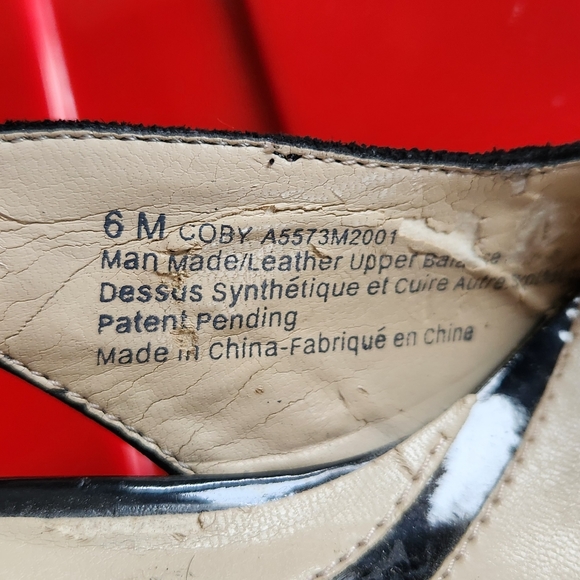 6 M COBY A5573M2001
Man Made/Leather Upper
Dessus Synthétique et Cuire Autre
Patent Pending
Made in China-Fabriqué en China